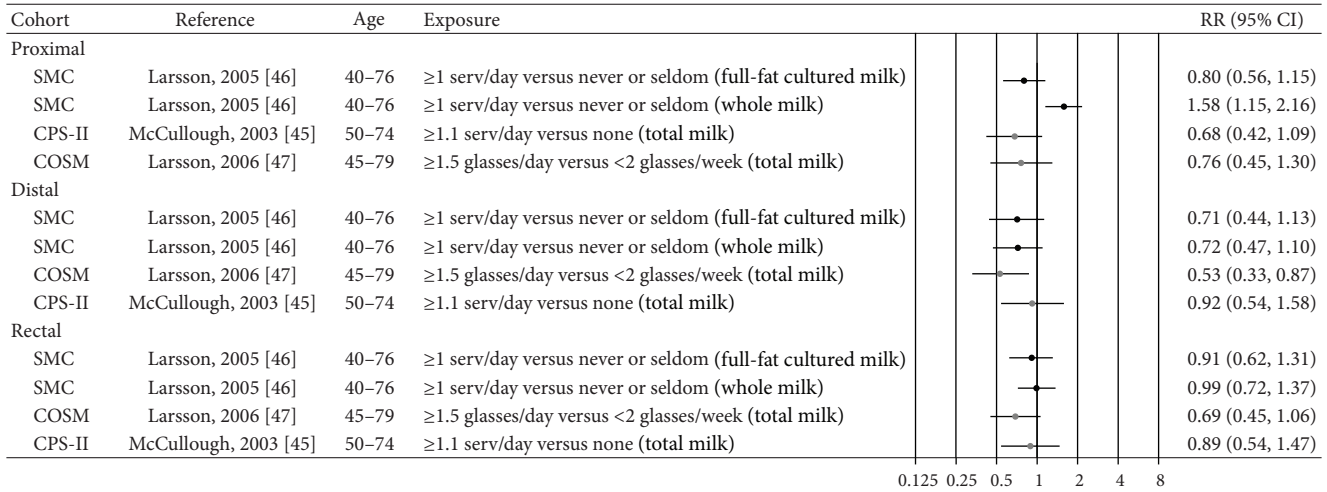 Cohort Reference Age Exposure RR (95% CI)
Proximal
SMC Larsson, 2005 [46] 40–76 ≥1 serv/day versus never or seldom (full-fat cultured milk) 0.80 (0.56, 1.15)
SMC Larsson, 2005 [46] 40–76 ≥1 serv/day versus never or seldom (whole milk) 1.58 (1.15, 2.16)
CPS-II McCullough, 2003 [45] 50–74 ≥1.1 serv/day versus none (total milk) 0.68 (0.42, 1.09)
COSM Larsson, 2006 [47] 45–79 ≥1.5 glasses/day versus <2 glasses/week (total milk) 0.76 (0.45, 1.30)
Distal
SMC Larsson, 2005 [46] 40–76 ≥1 serv/day versus never or seldom (full-fat cultured milk) 0.71 (0.44, 1.13)
SMC Larsson, 2005 [46] 40–76 ≥1 serv/day versus never or seldom (whole milk) 0.72 (0.47, 1.10)
COSM Larsson, 2006 [47] 45–79 ≥1.5 glasses/day versus <2 glasses/week (total milk) 0.53 (0.33, 0.87)
CPS-II McCullough, 2003 [45] 50–74 ≥1.1 serv/day versus none (total milk) 0.92 (0.54, 1.58)
Rectal
SMC Larsson, 2005 [46] 40–76 ≥1 serv/day versus never or seldom (full-fat cultured milk) 0.91 (0.62, 1.31)
SMC Larsson, 2005 [46] 40–76 ≥1 serv/day versus never or seldom (whole milk) 0.99 (0.72, 1.37)
COSM Larsson, 2006 [47] 45–79 ≥1.5 glasses/day versus <2 glasses/week (total milk) 0.69 (0.45, 1.06)
CPS-II McCullough, 2003 [45] 50–74 ≥1.1 serv/day versus none (total milk) 0.89 (0.54, 1.47)
0.125 0.25 0.5 1 2 4 8